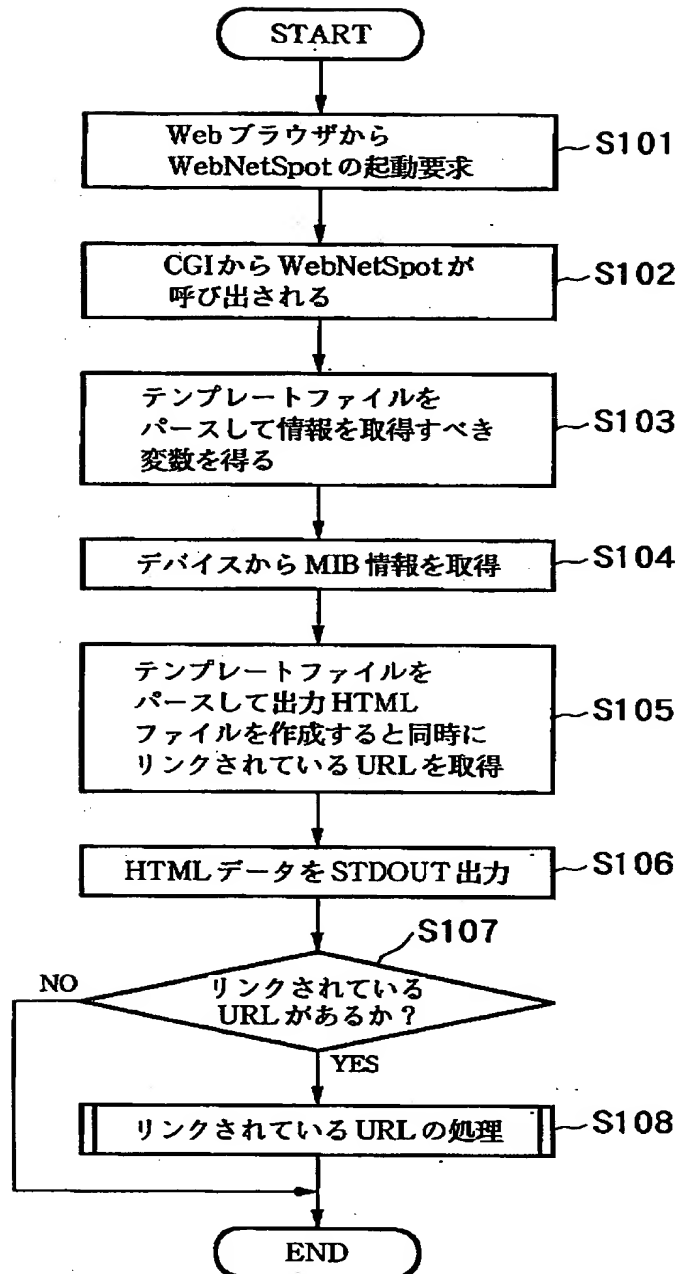 START
Webブラウザから
WebNetSpotの起動要求
S101
CGIからWebNetSpotが
呼び出される
S102
テンプレートファイルを
パースして情報を取得すべき
変数を得る
S103
デバイスからMIB情報を取得
S104
テンプレートファイルを
パースして出力HTML
ファイルを作成すると同時に
リンクされているURLを取得
S105
HTMLデータをSTDOUT出力
S106
S107
NO
リンクされている
URLがあるか？
YES
リンクされているURLの処理
S108
END